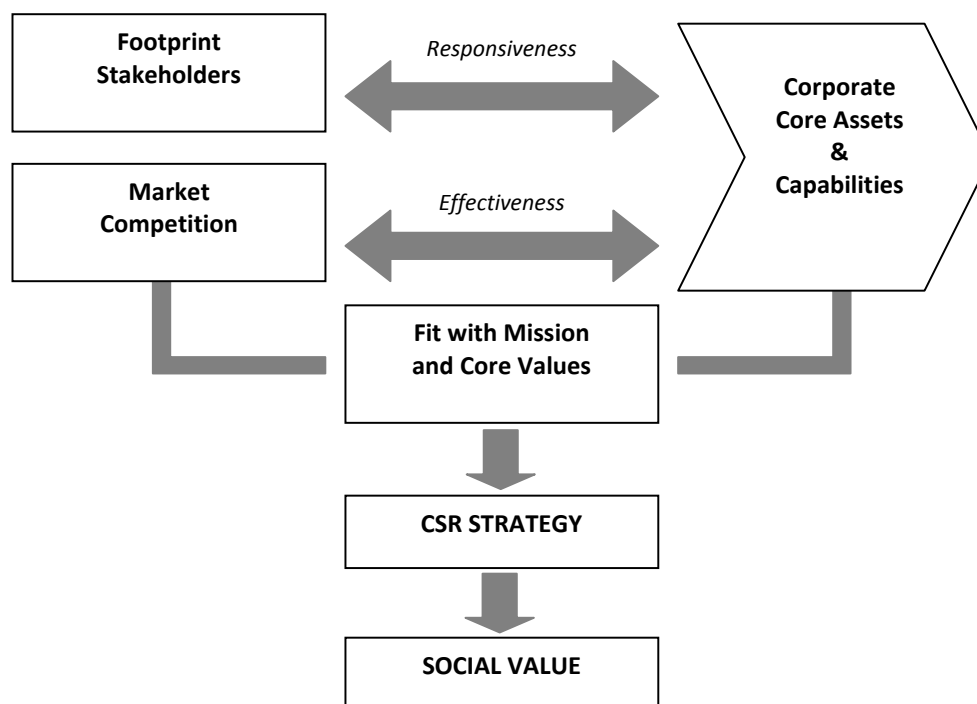 Footprint
Stakeholders
Responsiveness
Corporate
Core Assets
&
Capabilities
Market
Competition
Effectiveness
Fit with Mission
and Core Values
CSR STRATEGY
SOCIAL VALUE